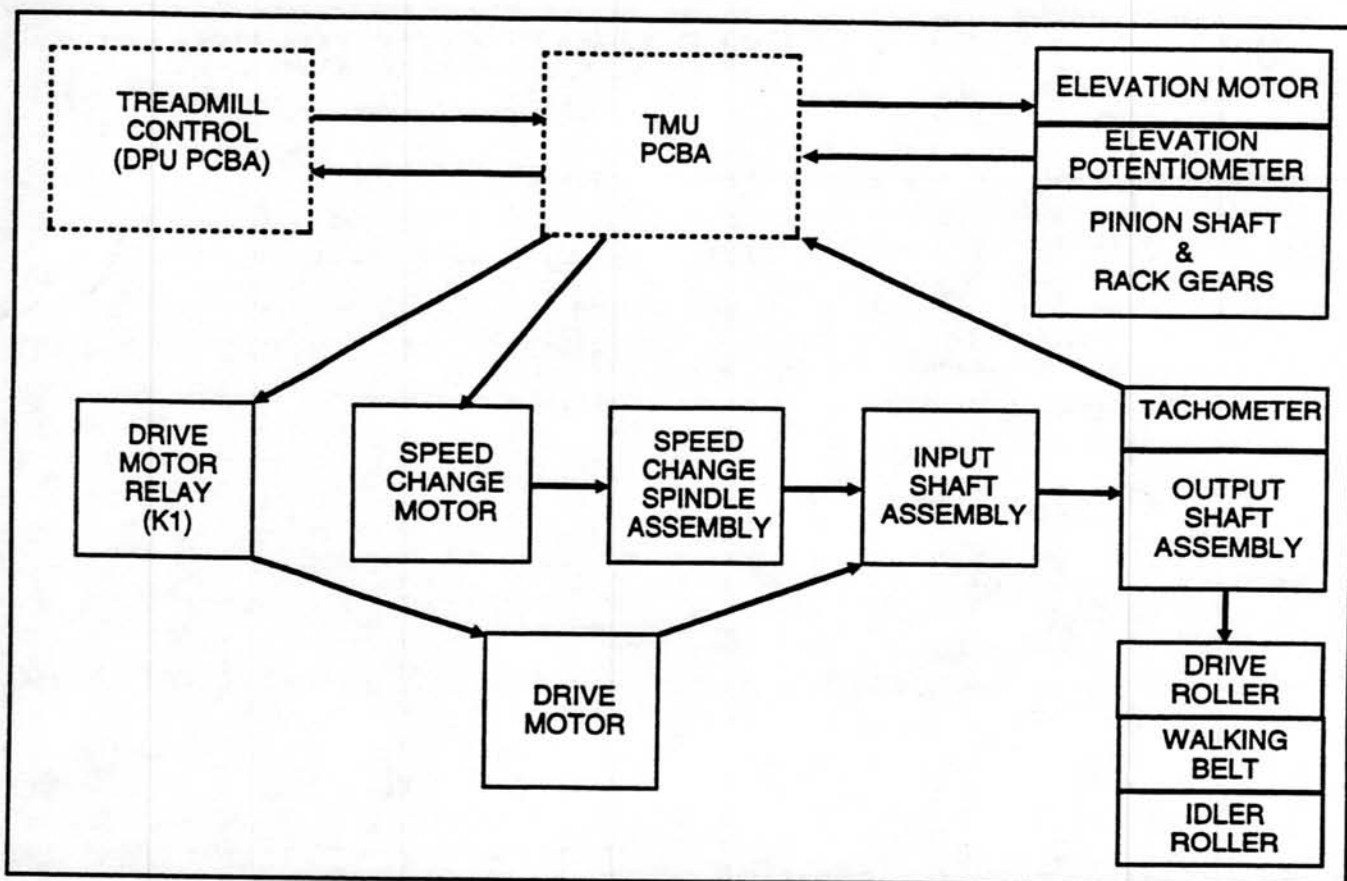 TREADMILL
CONTROL
(DPU PCBA)
TMU
PCBA
ELEVATION MOTOR
ELEVATION
POTENTIOMETER
PINION SHAFT
&
RACK GEARS
DRIVE
MOTOR
RELAY
(K1)
SPEED
CHANGE
MOTOR
SPEED
CHANGE
SPINDLE
ASSEMBLY
INPUT
SHAFT
ASSEMBLY
TACHOMETER
OUTPUT
SHAFT
ASSEMBLY
DRIVE
MOTOR
DRIVE
ROLLER
WALKING
BELT
IDLER
ROLLER